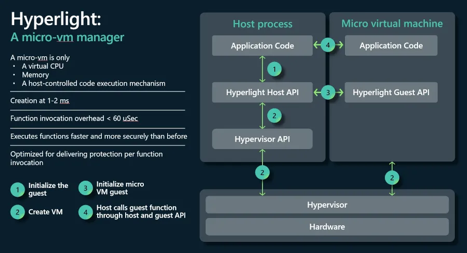 Hyperlight:
A micro-vm manager
A micro-vm is only
• A virtual CPU
• Memory
• A host-controlled code execution mechanism
Creation at 1-2 ms
Function invocation overhead < 60 uSec
Executes functions faster and more securely than before
Optimized for delivering protection per function
invocation
1 Initialize the
guest
3 Initialize micro
VM guest
2 Create VM
4 Host calls guest function
through host and guest API
Host process
Micro virtual machine
Application Code
4
Application Code
1
Hyperlight Host API
3
Hyperlight Guest API
2
Hypervisor API
2
2
Hypervisor
Hardware